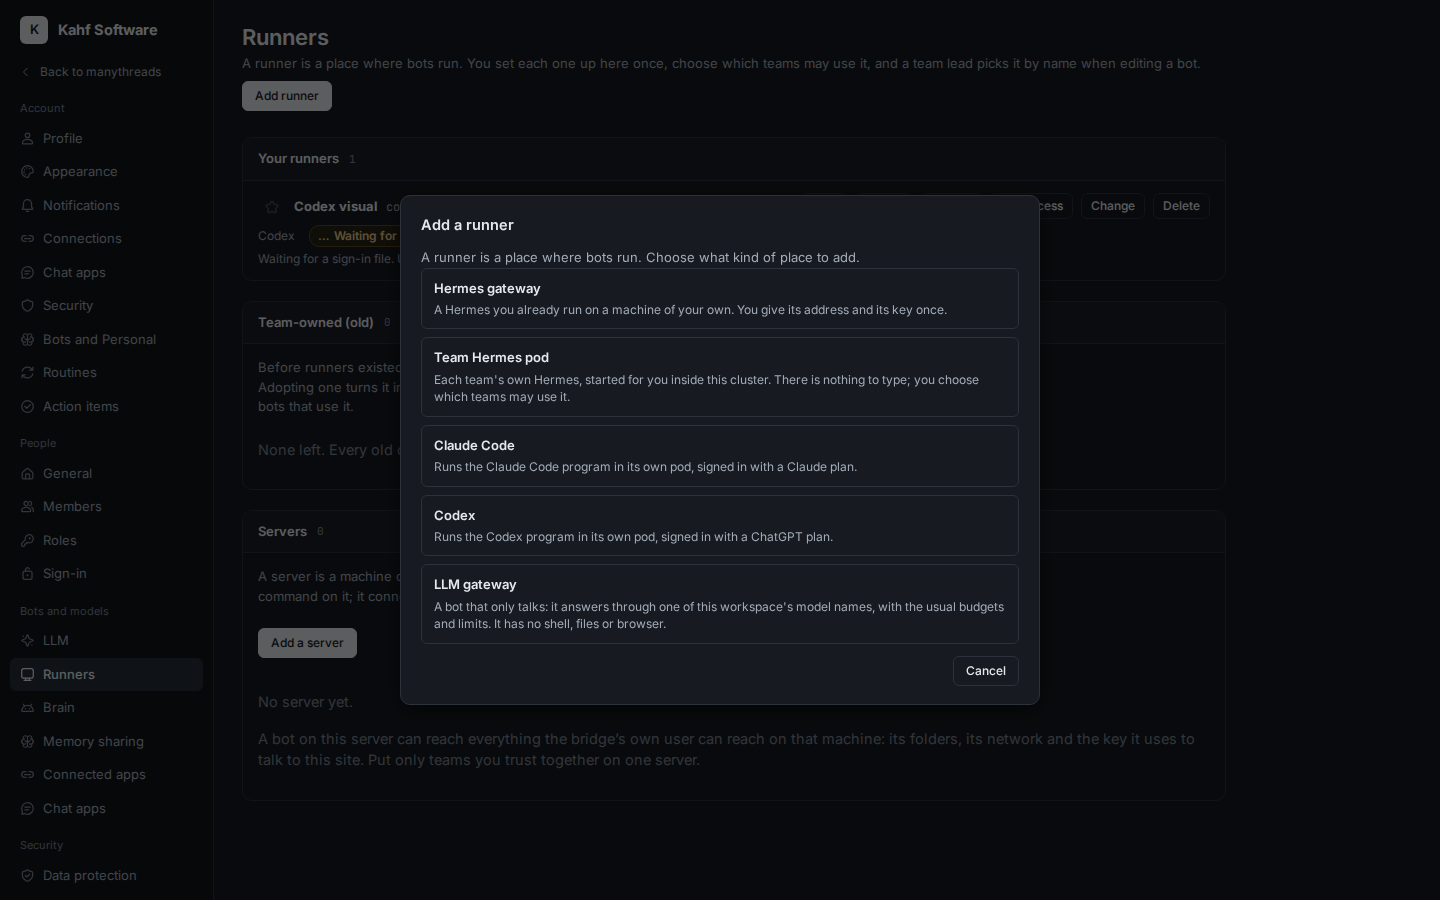 K Kahf Software
Back to manythreads
Account
Profile
Appearance
Notifications
Connections
Chat apps
Security
Bots and Personal
Routines
Action items
People
General
Members
Roles
Sign-in
Bots and models
LLM
Runners
Brain
Memory sharing
Connected apps
Chat apps
Security
Data protection
Runners
A runner is a place where bots run. You set each one up here once, choose which teams may use it, and a team lead picks it by name when editing a bot.
Add runner
Your runners 1
Codex visual
Change
Delete
Codex
... Waiting for
Waiting for a sign-in file.
Team-owned (old) 0
Before runners existed
Adopting one turns it
bots that use it.
None left. Every old
Servers 0
A server is a machine
command on it; it
Add a server
No server yet.
A bot on this server can reach everything the bridge's own user can reach on that machine: its folders, its network and the key it uses to
talk to this site. Put only teams you trust together on one server.
Add a runner
A runner is a place where bots run. Choose what kind of place to add.
Hermes gateway
A Hermes you already run on a machine of your own. You give its address and its key once.
Team Hermes pod
Each team's own Hermes, started for you inside this cluster. There is nothing to type; you choose
which teams may use it.
Claude Code
Runs the Claude Code program in its own pod, signed in with a Claude plan.
Codex
Runs the Codex program in its own pod, signed in with a ChatGPT plan.
LLM gateway
A bot that only talks: it answers through one of this workspace's model names, with the usual budgets
and limits. It has no shell, files or browser.
Cancel